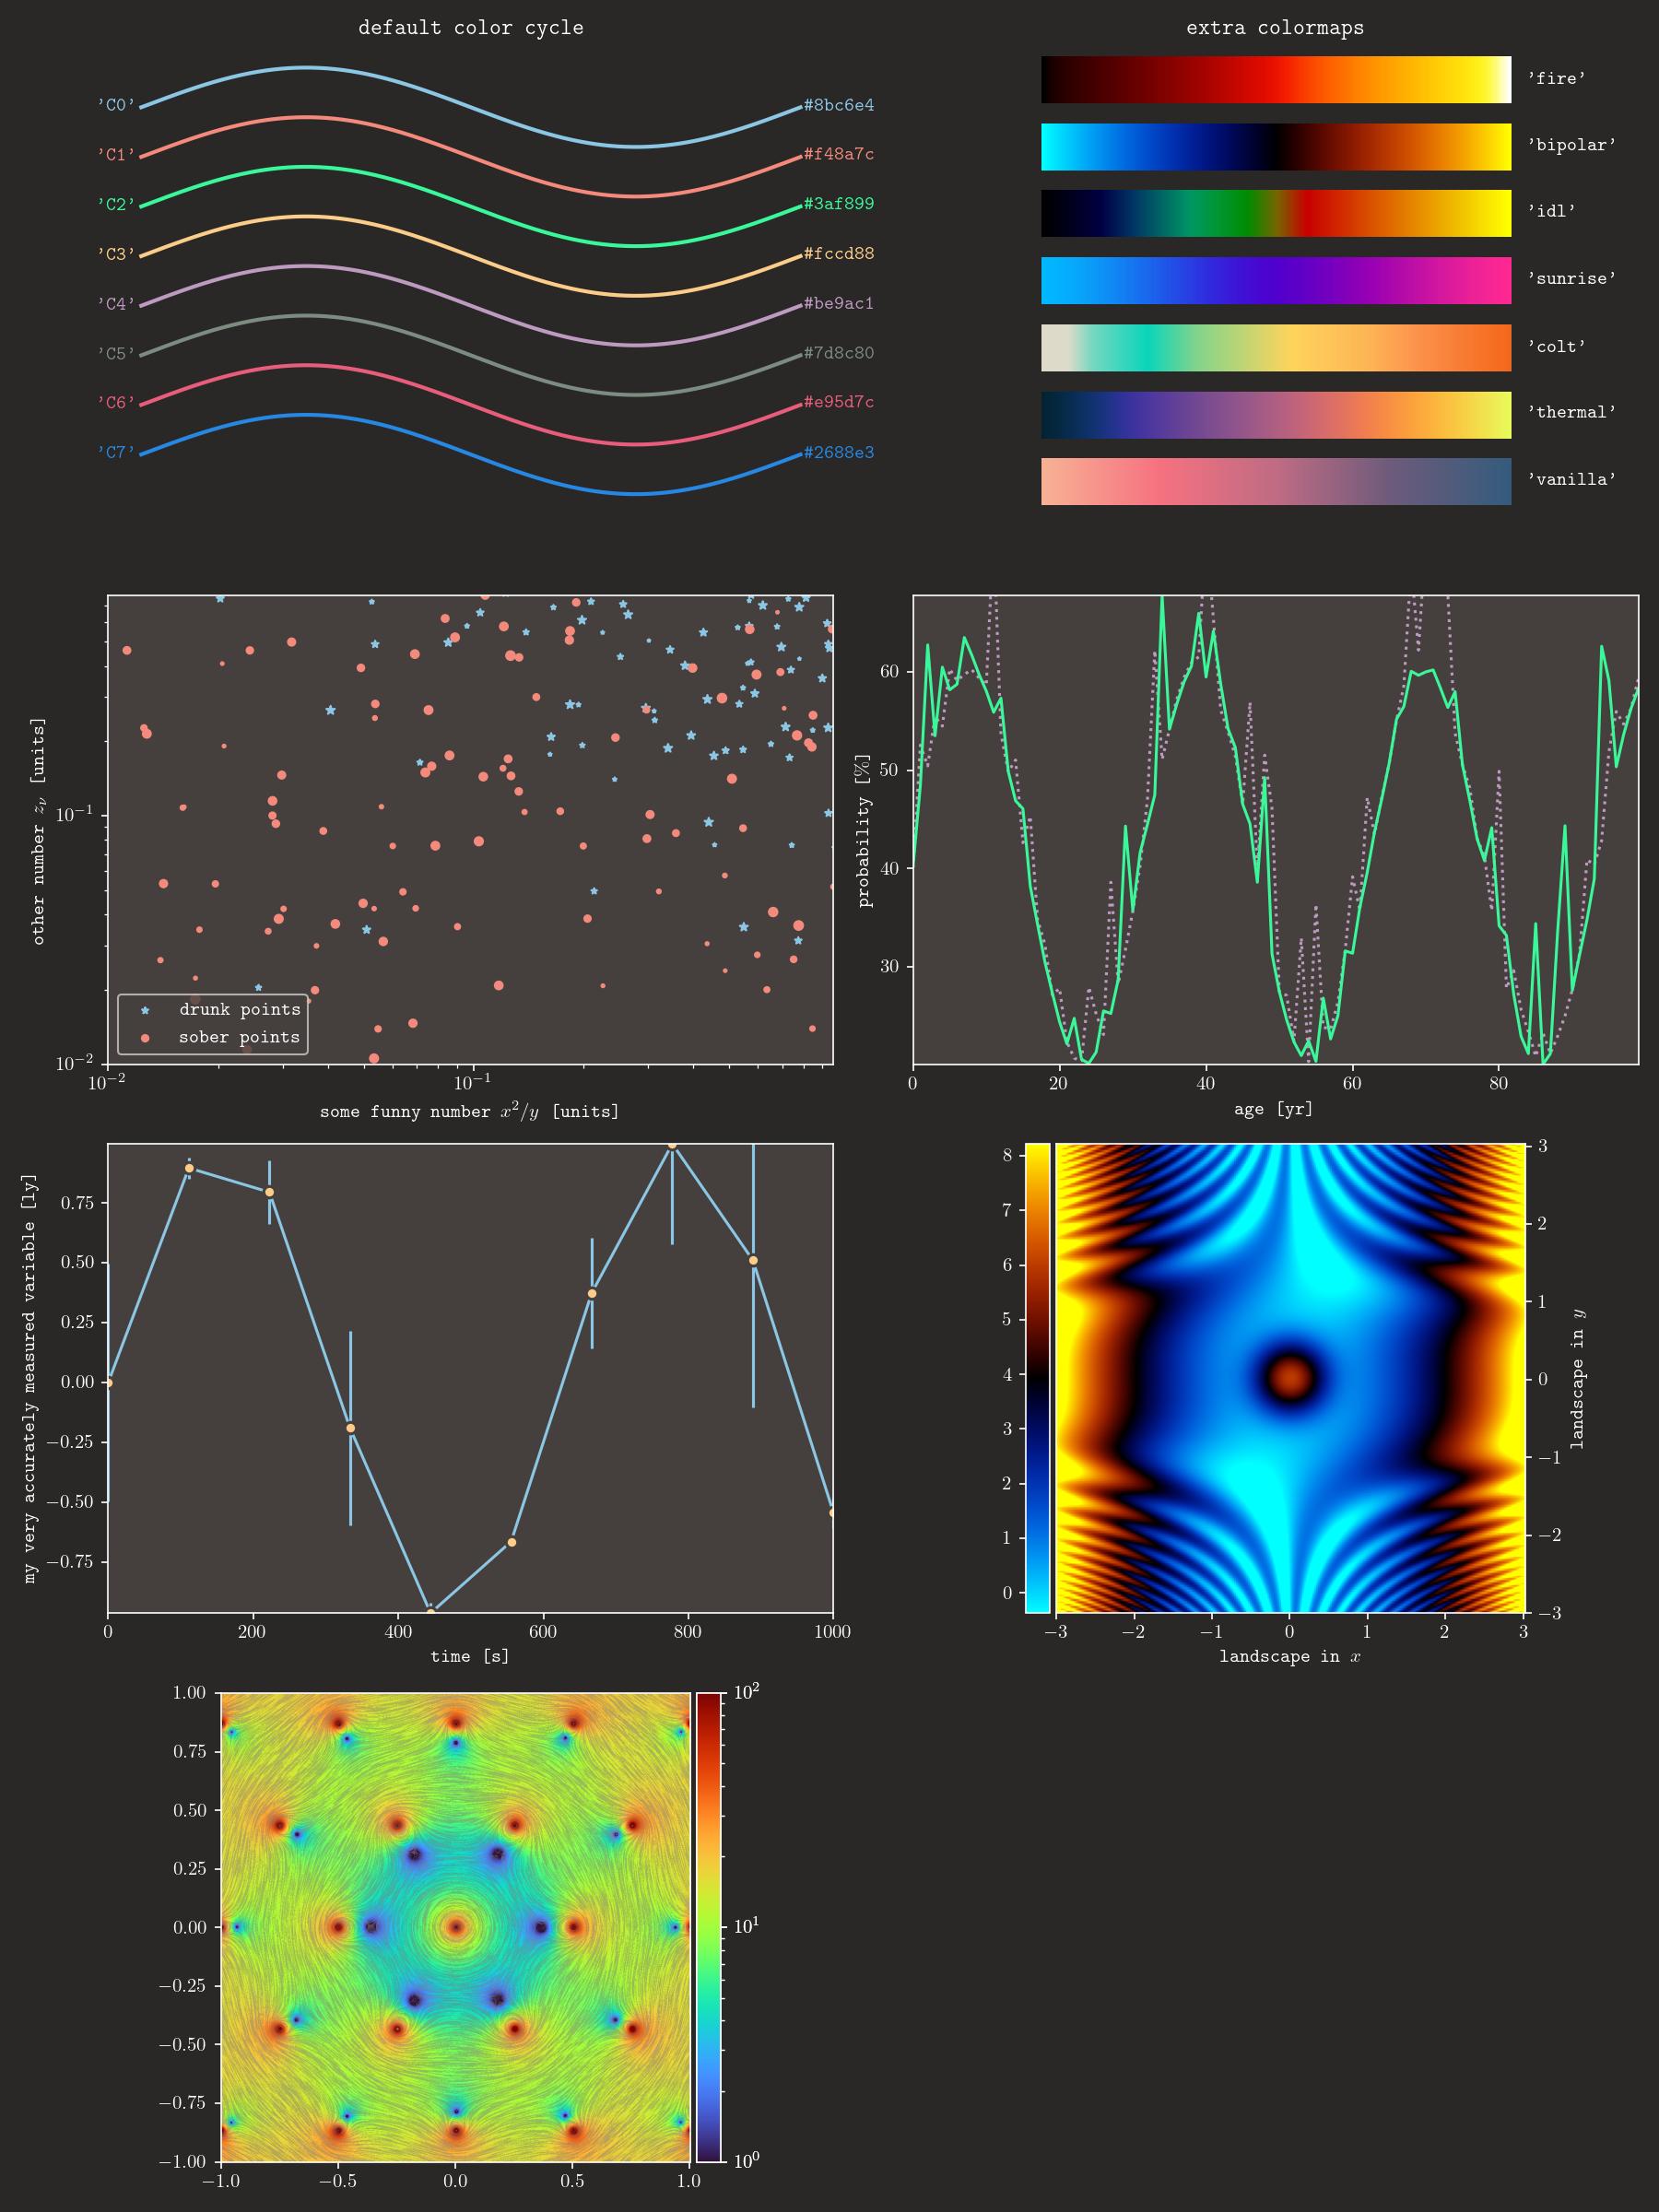 default color cycle
'C0' #8bc6e4
'C1' #f48a7c
'C2' #3af899
'C3' #fccd88
'C4' #be9ac1
'C5' #7d8c80
'C6' #e95d7c
'C7' #2688e3
extra colormaps
'fire'
'bipolar'
'idl'
'sunrise'
'colt'
'thermal'
'vanilla'
other number z_ν [units]
10⁻¹
10⁻²
drunk points
sober points
10⁻² 10⁻¹
some funny number x²/y [units]
probability [%]
60
50
40
30
0 20 40 60 80
age [yr]
my very accurately measured variable [ly]
0.75
0.50
0.25
0.00
−0.25
−0.50
−0.75
0 200 400 600 800 1000
time [s]
8
7
6
5
4
3
2
1
0
3
2
1
0
−1
−2
−3
landscape in y
−3 −2 −1 0 1 2 3
landscape in x
1.00
0.75
0.50
0.25
0.00
−0.25
−0.50
−0.75
−1.00
−1.0 −0.5 0.0 0.5 1.0
10²
10¹
10⁰